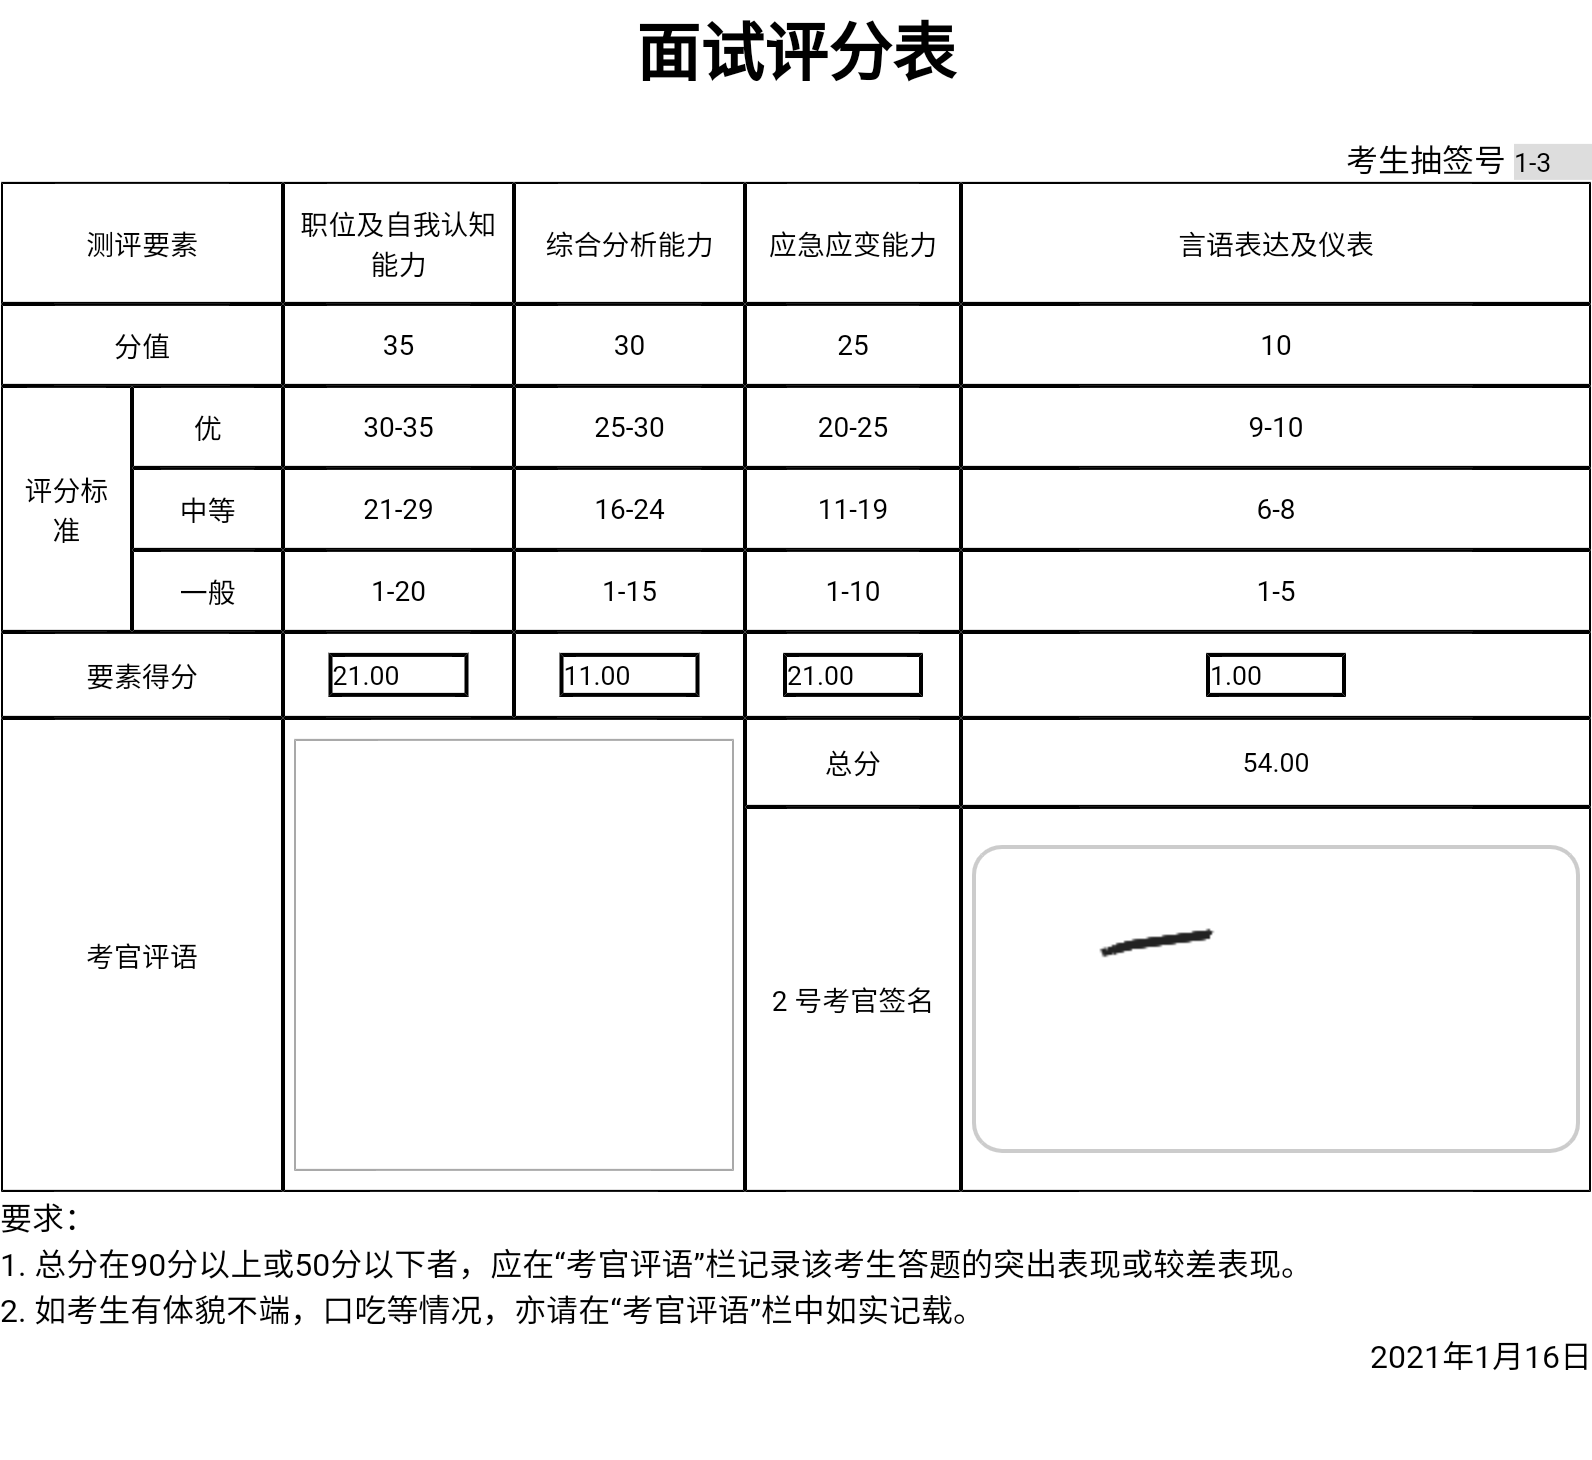 面试评分表
考生抽签号 1-3
测评要素
职位及自我认知
能力
综合分析能力
应急应变能力
言语表达及仪表
分值
35
30
25
10
评分标
准
优
30-35
25-30
20-25
9-10
中等
21-29
16-24
11-19
6-8
一般
1-20
1-15
1-10
1-5
要素得分
21.00
11.00
21.00
1.00
考官评语
总分
54.00
2 号考官签名
要求：
1. 总分在90分以上或50分以下者，应在“考官评语”栏记录该考生答题的突出表现或较差表现。
2. 如考生有体貌不端，口吃等情况，亦请在“考官评语”栏中如实记载。
2021年1月16日